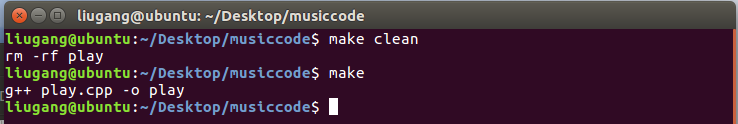 liugang@ubuntu: ~/Desktop/musiccode
liugang@ubuntu:~/Desktop/musiccode$ make clean
rm -rf play
liugang@ubuntu:~/Desktop/musiccode$ make
g++ play.cpp -o play
liugang@ubuntu:~/Desktop/musiccode$